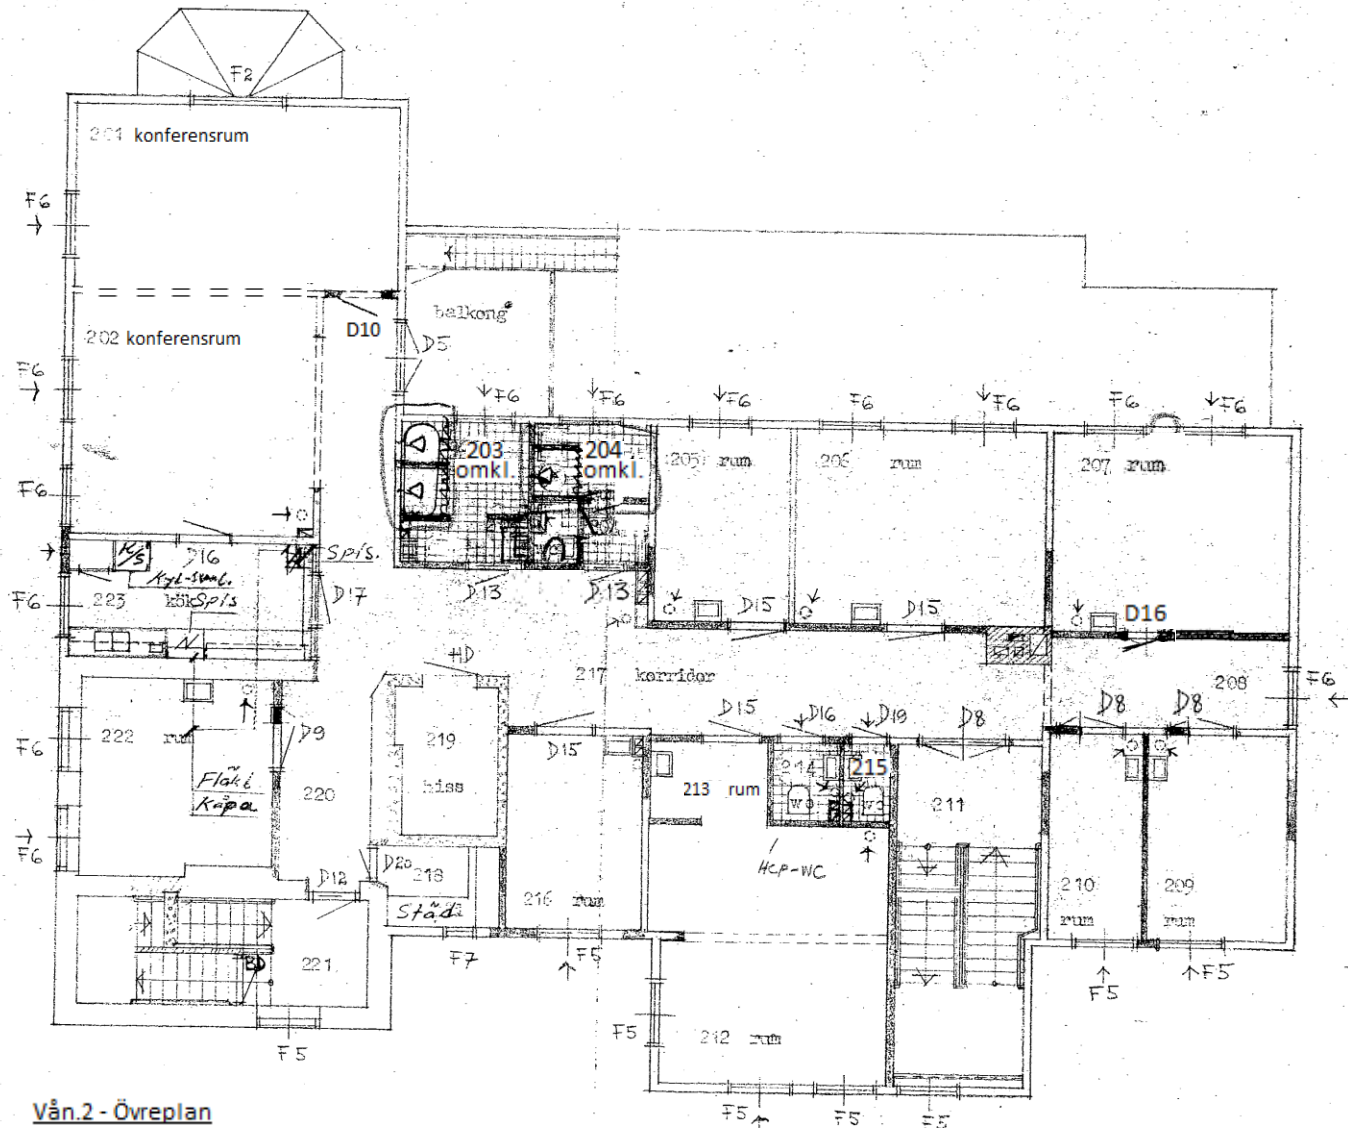 F2
201 konferensrum
F6
D10
202 konferensrum
balkong
D5
F6
F6
F6
F6
F6
F6
F6
F6
203
omkl.
204
omkl.
205 rum
206 rum
207 rum
F6
K/S
D16
Spis.
Kyl-
223
kök Spis
D17
D13
D13
D15
D15
D16
F6
HD
217 korridor
208
F6
D15
D16
D19
D8
D8
D8
222 rum
D9
219
hiss
D15
F6
213 rum
214
215
wc
wc
Fläkt
Kåpa
220
211
F6
HCP-WC
D20
218
D12
216 rum
210
rum
209
rum
Städ
221
BD
F7
F5
F5
F5
F5
212 rum
F5
F5
F5
F5
Vån.2 - Övreplan